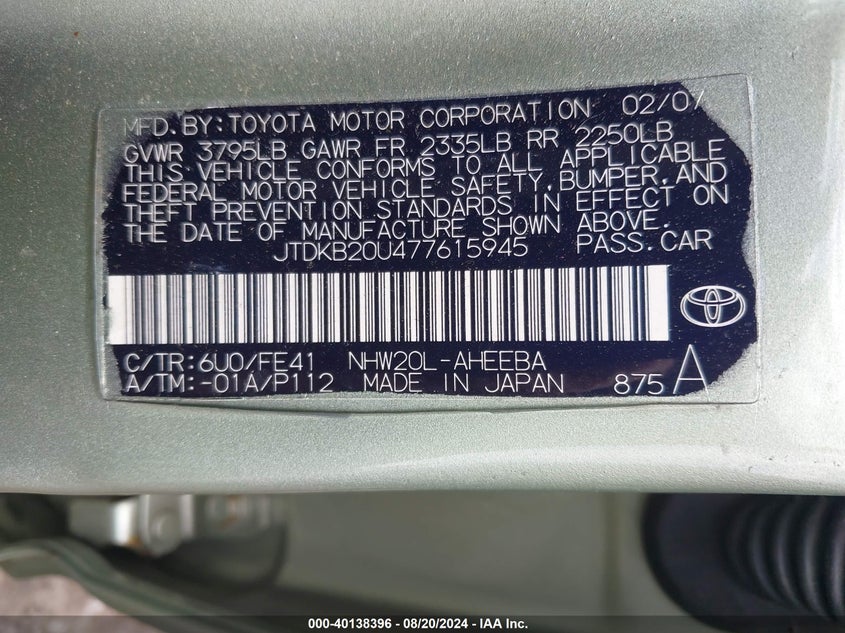 MFD.BY:TOYOTA MOTOR CORPORATION 02/07
GVWR 3795LB GAWR FR 2335LB RR 2250LB
THIS VEHICLE CONFORMS TO ALL APPLICABLE
FEDERAL MOTOR VEHICLE SAFETY,BUMPER,AND
THEFT PREVENTION STANDARDS IN EFFECT ON
THE DATE OF MANUFACTURE SHOWN ABOVE.
JTDKB20U477615945 PASS.CAR
C/TR:6U0/FE41 NHW20L-AHEEBA
A/TM:-01A/P112 MADE IN JAPAN 875 A
000-40138396 - 08/20/2024 - IAA Inc.